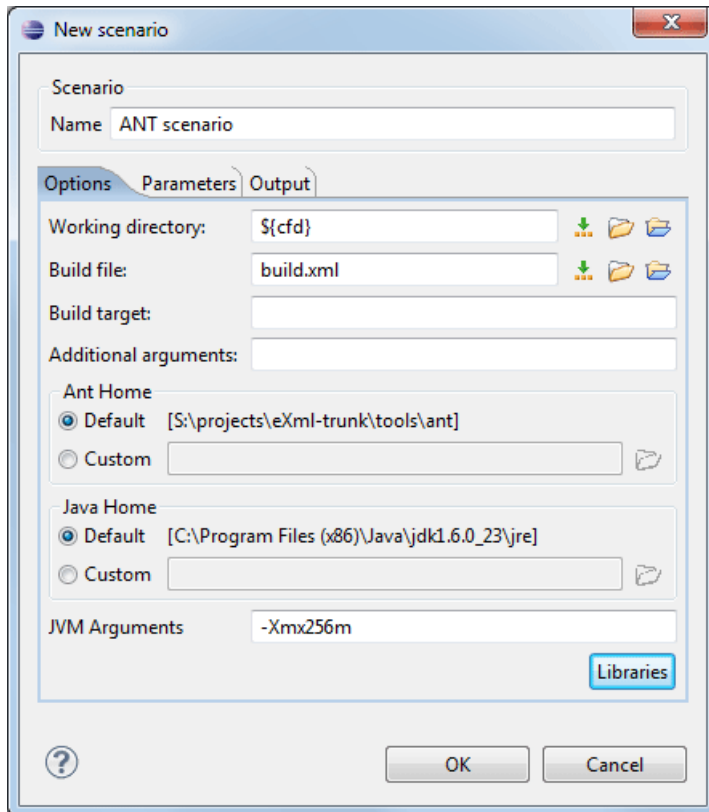 New scenario
Scenario
Name ANT scenario
Options Parameters Output
Working directory: ${cfd}
Build file: build.xml
Build target:
Additional arguments:
Ant Home
Default [S:\projects\eXml-trunk\tools\ant]
Custom
Java Home
Default [C:\Program Files (x86)\Java\jdk1.6.0_23\jre]
Custom
JVM Arguments -Xmx256m
Libraries
? OK Cancel